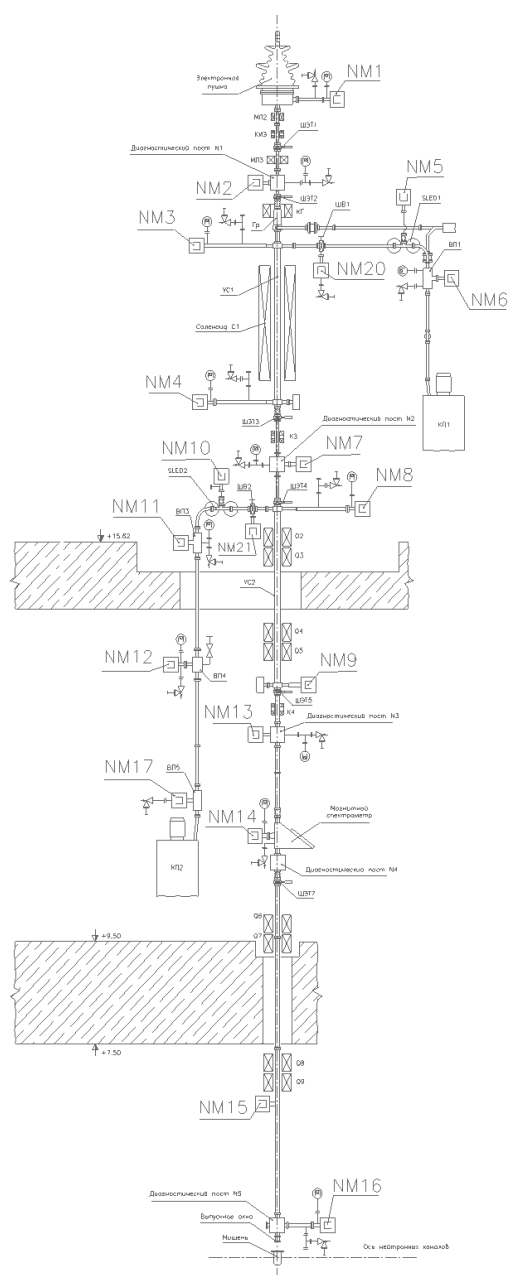 Электронная
пушка
NM1
МЛ2
КИЭ
ШЭТ1
Диагностический пост N1
МЛ3
NM2
ШЭТ2
NM5
SLED1
NM3
КГ
Гр
ШВ1
ВП1
NM20
NM6
УС1
Соленоид С1
NM4
КП1
ШЭТ3
Диагностический пост N2
К3
NM10
NM7
SLED2
ШВ2
ШЭТ4
NM8
NM11
ВП3
+15.62
NM21
Q2
Q3
УС2
Q4
Q5
NM12
NM9
ВП4
ШЭТ5
К4
NM13
Диагностический пост N3
NM17
ВП5
Магнитной
спектрометр
NM14
КП2
Диагностический пост N4
ШЭТ7
Q6
+9.50
Q7
+7.50
Q8
Q9
NM15
Диагностический пост N5
NM16
Выпускное окно
Мишень
Ось нейтронных каналов